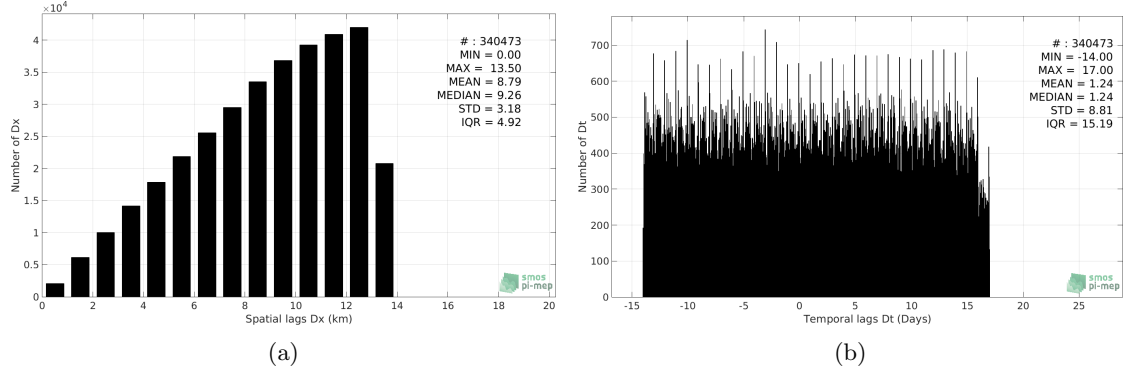 ×10⁴
4
3.5
3
2.5
2
1.5
1
0.5
0
Number of Dx
# : 340473
MIN = 0.00
MAX = 13.50
MEAN = 8.79
MEDIAN = 9.26
STD = 3.18
IQR = 4.92
smos
pi-mep
0 2 4 6 8 10 12 14 16 18 20
Spatial lags Dx (km)
(a)
700
600
500
400
300
200
100
0
Number of Dt
# : 340473
MIN = -14.00
MAX = 17.00
MEAN = 1.24
MEDIAN = 1.24
STD = 8.81
IQR = 15.19
smos
pi-mep
-15 -10 -5 0 5 10 15 20 25
Temporal lags Dt (Days)
(b)